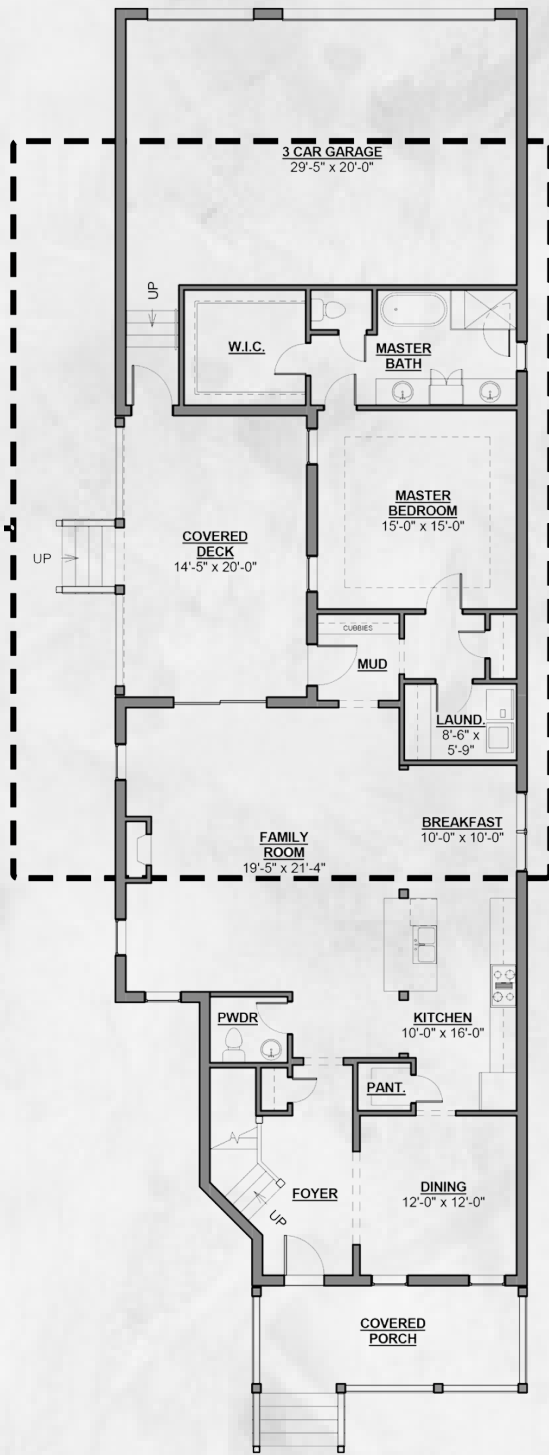 3 CAR GARAGE
29'-5" x 20'-0"
UP
W.I.C.
MASTER
BATH
MASTER
BEDROOM
15'-0" x 15'-0"
COVERED
DECK
14'-5" x 20'-0"
UP
CUBBIES
MUD
LAUND.
8'-6" x
5'-9"
BREAKFAST
10'-0" x 10'-0"
FAMILY
ROOM
19'-5" x 21'-4"
PWDR
KITCHEN
10'-0" x 16'-0"
PANT.
FOYER
UP
DINING
12'-0" x 12'-0"
COVERED
PORCH